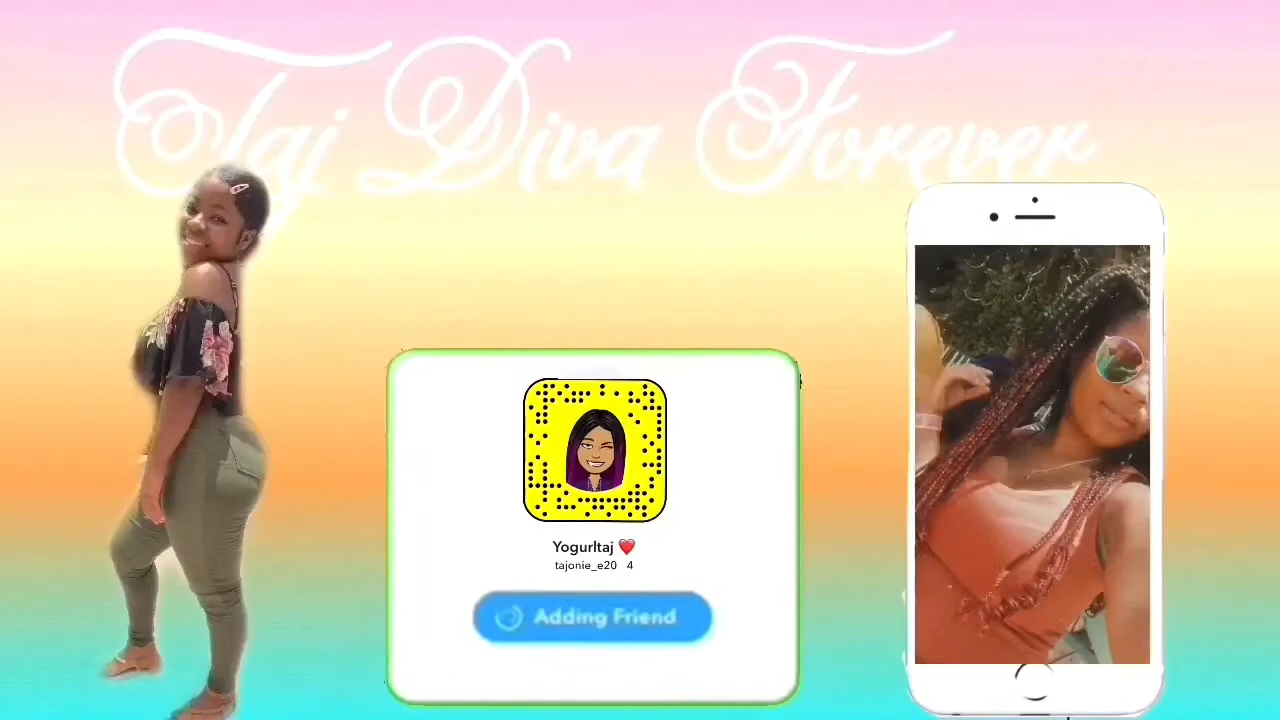 Taj Diva Forever
Yogurltaj ❤️
tajonie_e20 4
Adding Friend